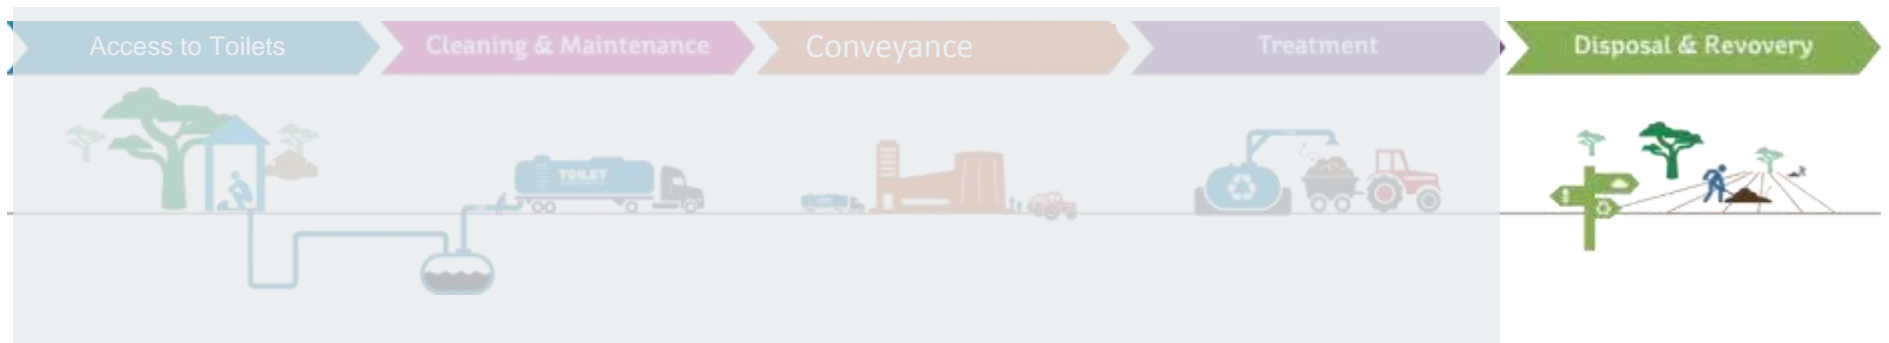 Access to Toilets
Cleaning & Maintenance
Conveyance
Treatment
Disposal & Revovery
TOILET